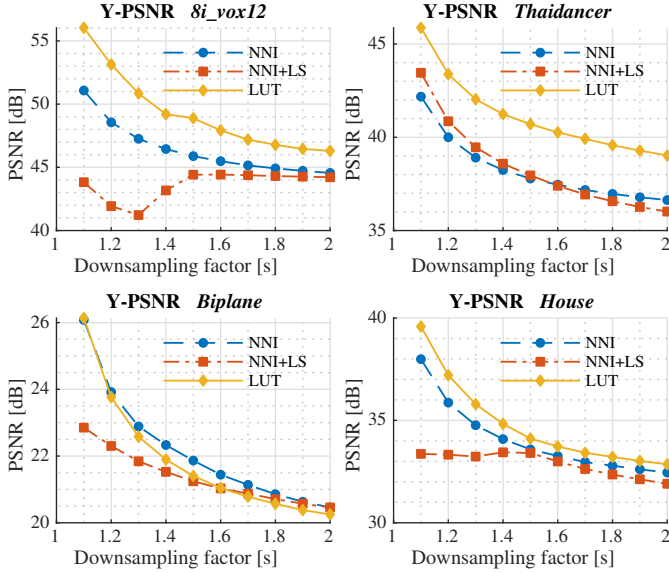 Y-PSNR 8i_vox12
PSNR [dB]
55
50
45
40
NNI
NNI+LS
LUT
1 1.2 1.4 1.6 1.8 2
Downsampling factor [s]
Y-PSNR Thaidancer
PSNR [dB]
45
40
35
NNI
NNI+LS
LUT
1 1.2 1.4 1.6 1.8 2
Downsampling factor [s]
Y-PSNR Biplane
PSNR [dB]
26
24
22
20
NNI
NNI+LS
LUT
1 1.2 1.4 1.6 1.8 2
Downsampling factor [s]
Y-PSNR House
PSNR [dB]
40
35
30
NNI
NNI+LS
LUT
1 1.2 1.4 1.6 1.8 2
Downsampling factor [s]